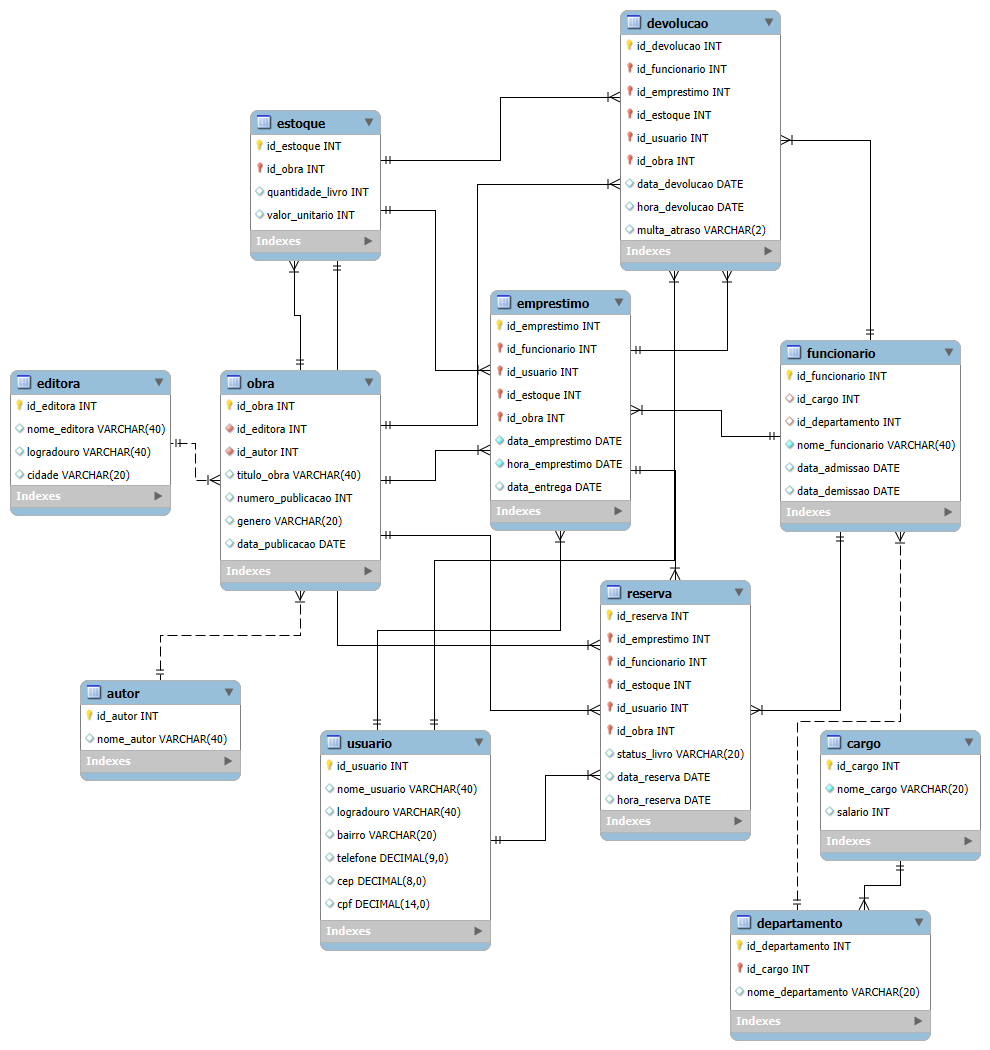 devolucao
id_devolucao INT
id_funcionario INT
id_emprestimo INT
id_estoque INT
id_usuario INT
id_obra INT
data_devolucao DATE
hora_devolucao DATE
multa_atraso VARCHAR(2)
Indexes
estoque
id_estoque INT
id_obra INT
quantidade_livro INT
valor_unitario INT
Indexes
emprestimo
id_emprestimo INT
id_funcionario INT
id_usuario INT
id_estoque INT
id_obra INT
data_emprestimo DATE
hora_emprestimo DATE
data_entrega DATE
Indexes
funcionario
id_funcionario INT
id_cargo INT
id_departamento INT
nome_funcionario VARCHAR(40)
data_admissao DATE
data_demissao DATE
Indexes
editora
id_editora INT
nome_editora VARCHAR(40)
logradouro VARCHAR(40)
cidade VARCHAR(20)
Indexes
obra
id_obra INT
id_editora INT
id_autor INT
titulo_obra VARCHAR(40)
numero_publicacao INT
genero VARCHAR(20)
data_publicacao DATE
Indexes
reserva
id_reserva INT
id_emprestimo INT
id_funcionario INT
id_estoque INT
id_usuario INT
id_obra INT
status_livro VARCHAR(20)
data_reserva DATE
hora_reserva DATE
Indexes
autor
id_autor INT
nome_autor VARCHAR(40)
Indexes
usuario
id_usuario INT
nome_usuario VARCHAR(40)
logradouro VARCHAR(40)
bairro VARCHAR(20)
telefone DECIMAL(9,0)
cep DECIMAL(8,0)
cpf DECIMAL(14,0)
Indexes
cargo
id_cargo INT
nome_cargo VARCHAR(20)
salario INT
Indexes
departamento
id_departamento INT
id_cargo INT
nome_departamento VARCHAR(20)
Indexes